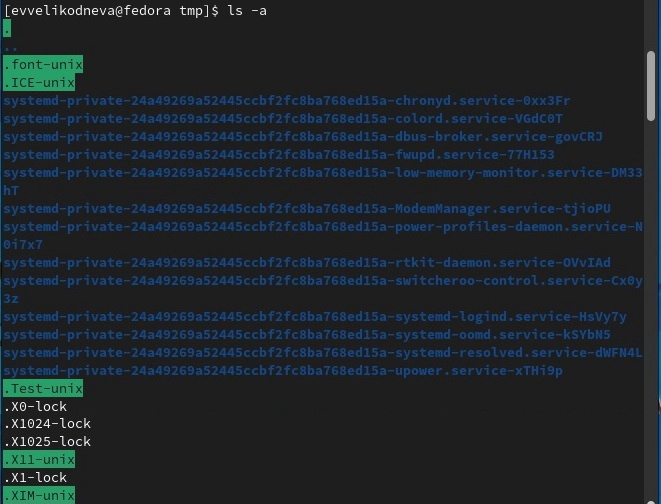 [evvelikodneva@fedora tmp]$ ls -a
.
..
.font-unix
.ICE-unix
systemd-private-24a49269a52445ccbf2fc8ba768ed15a-chronyd.service-0xx3Fr
systemd-private-24a49269a52445ccbf2fc8ba768ed15a-colord.service-VGdC0T
systemd-private-24a49269a52445ccbf2fc8ba768ed15a-dbus-broker.service-govCRJ
systemd-private-24a49269a52445ccbf2fc8ba768ed15a-fwupd.service-77H153
systemd-private-24a49269a52445ccbf2fc8ba768ed15a-low-memory-monitor.service-DM33
hT
systemd-private-24a49269a52445ccbf2fc8ba768ed15a-ModemManager.service-tjioPU
systemd-private-24a49269a52445ccbf2fc8ba768ed15a-power-profiles-daemon.service-N
0i7x7
systemd-private-24a49269a52445ccbf2fc8ba768ed15a-rtkit-daemon.service-OVvIAd
systemd-private-24a49269a52445ccbf2fc8ba768ed15a-switcheroo-control.service-Cx0y
3z
systemd-private-24a49269a52445ccbf2fc8ba768ed15a-systemd-logind.service-HsVy7y
systemd-private-24a49269a52445ccbf2fc8ba768ed15a-systemd-oomd.service-kSYbN5
systemd-private-24a49269a52445ccbf2fc8ba768ed15a-systemd-resolved.service-dWFN4L
systemd-private-24a49269a52445ccbf2fc8ba768ed15a-upower.service-xTHi9p
.Test-unix
.X0-lock
.X1024-lock
.X1025-lock
.X11-unix
.X1-lock
.XIM-unix